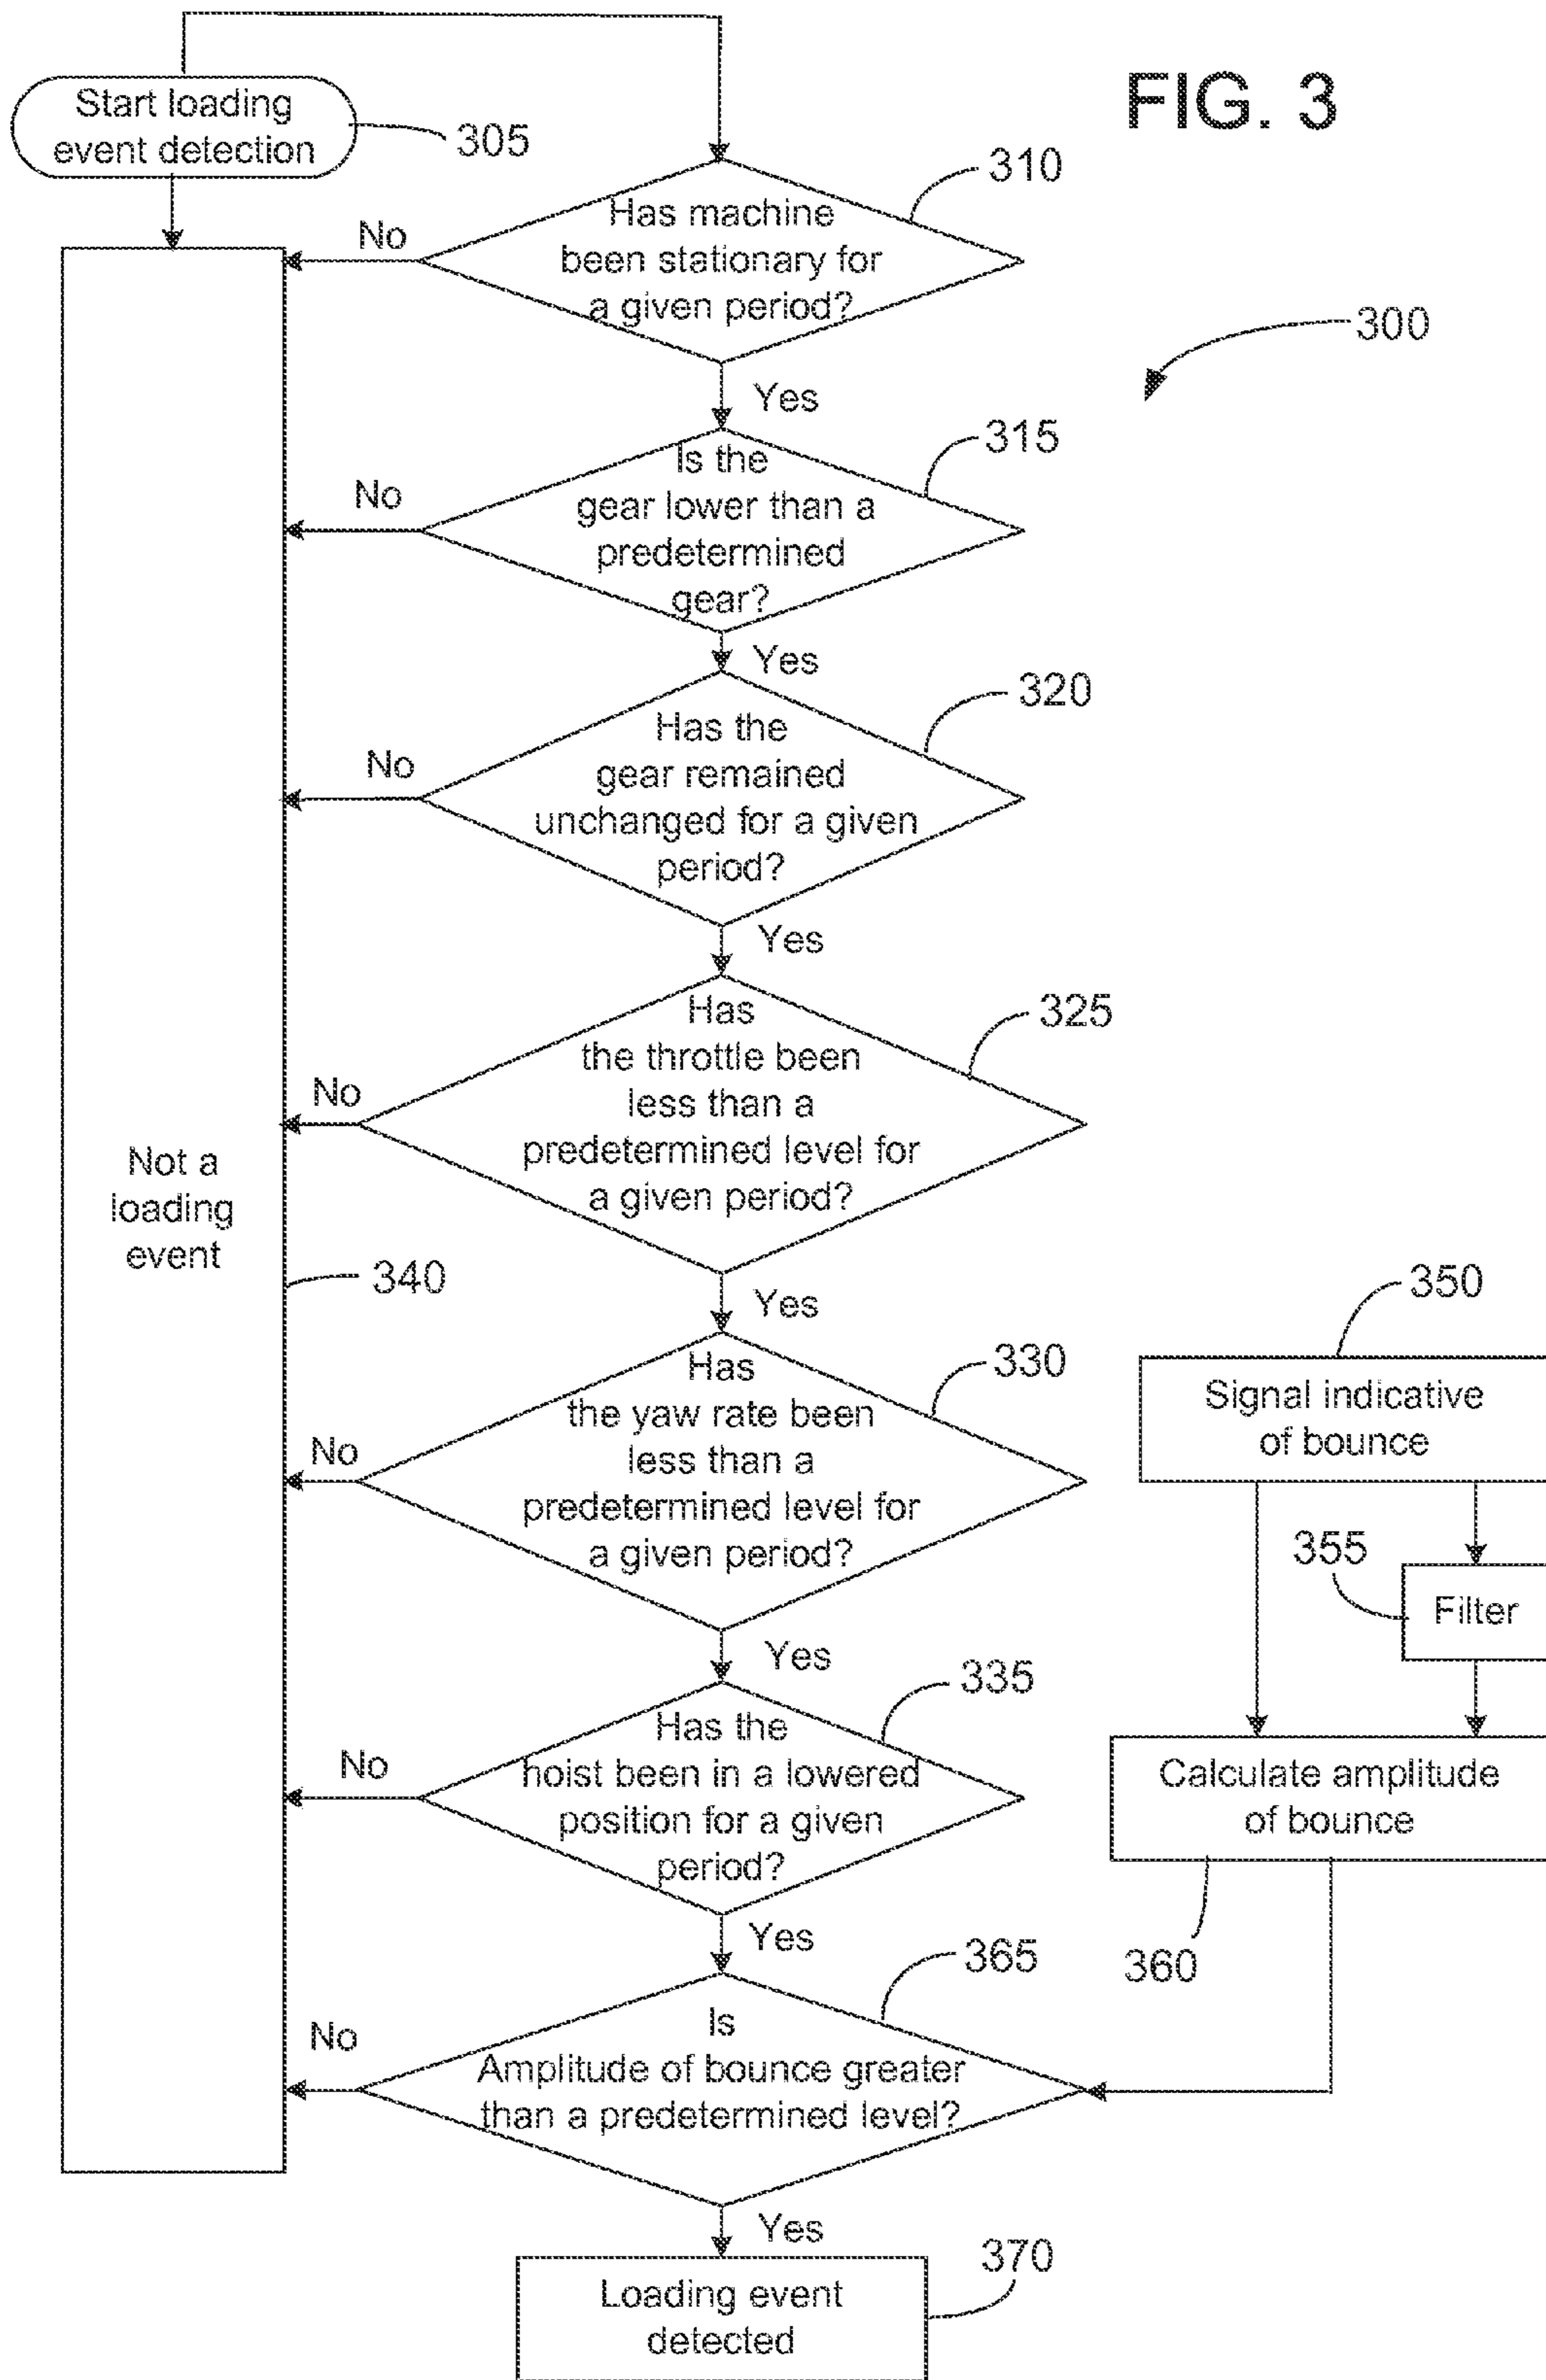 FIG. 3
Start loading
event detection
305
310
Has machine
been stationary for
a given period?
No
300
Yes
315
Is the
gear lower than a
predetermined
gear?
No
Yes
320
Has the
gear remained
unchanged for a given
period?
No
Yes
325
Has
the throttle been
less than a
predetermined level for
a given period?
No
Not a
loading
event
340
Yes
330
Has
the yaw rate been
less than a
predetermined level for
a given period?
No
350
Signal indicative
of bounce
355
Filter
Yes
335
Has the
hoist been in a lowered
position for a given
period?
No
Calculate amplitude
of bounce
360
Yes
365
Is
Amplitude of bounce greater
than a predetermined level?
No
Yes
370
Loading event
detected